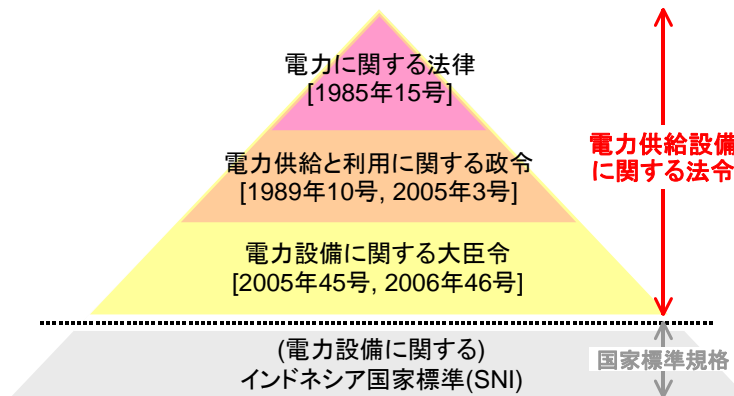 電力に関する法律
[1985年15号]
電力供給と利用に関する政令
[1989年10号, 2005年3号]
電力設備に関する大臣令
[2005年45号, 2006年46号]
電力供給設備
に関する法令
(電力設備に関する)
インドネシア国家標準(SNI)
国家標準規格